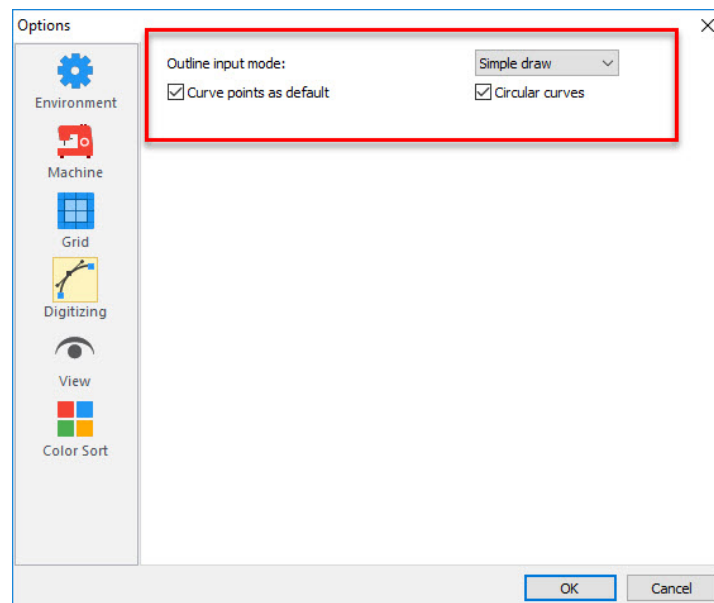 Options
Outline input mode:
Simple draw
Curve points as default
Circular curves
Environment
Machine
Grid
Digitizing
View
Color Sort
OK
Cancel